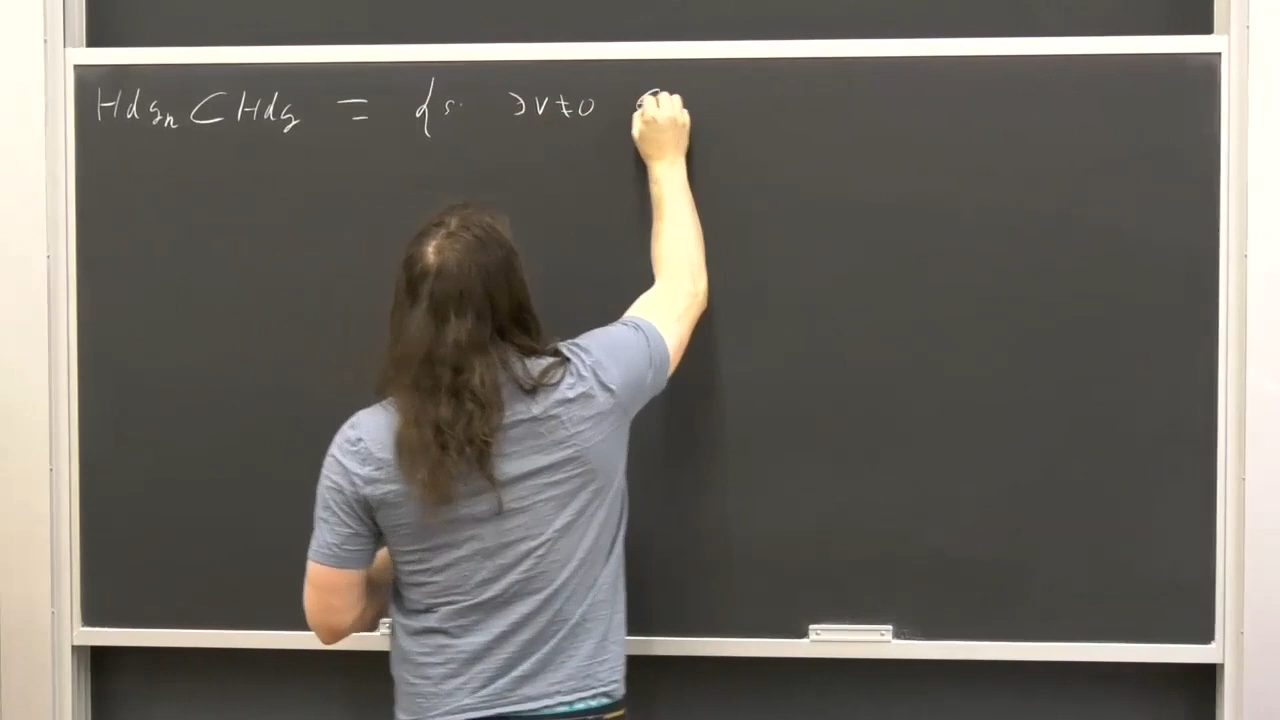 Hdg_n ⊂ Hdg = { s. ∃ v ≠ 0